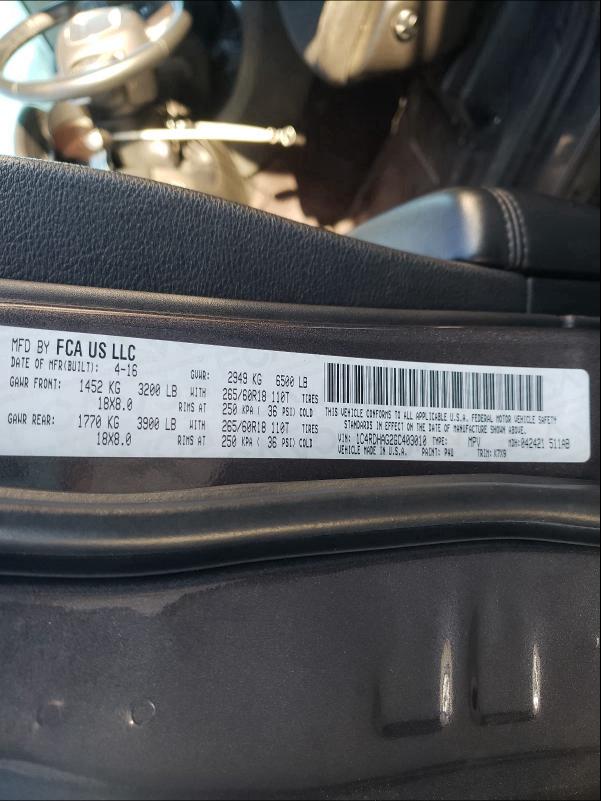 MFD BY FCA US LLC
DATE OF MFR(BUILT): 4-16 GVWR: 2949 KG 6500 LB
GAWR FRONT: 1452 KG 3200 LB WITH 265/60R18 110T TIRES
18X8.0 RIMS AT 250 KPA ( 36 PSI) COLD
GAWR REAR: 1770 KG 3900 LB WITH 265/60R18 110T TIRES
18X8.0 RIMS AT 250 KPA ( 36 PSI) COLD
THIS VEHICLE CONFORMS TO ALL APPLICABLE U.S.A. FEDERAL MOTOR VEHICLE SAFETY
STANDARDS IN EFFECT ON THE DATE OF MANUFACTURE SHOWN ABOVE.
VIN: 1C4RDHAG2GC403010 TYPE: MPV MDH: 042421 511AB
VEHICLE MADE IN U.S.A. PAINT: PAU TRIM: K7X9